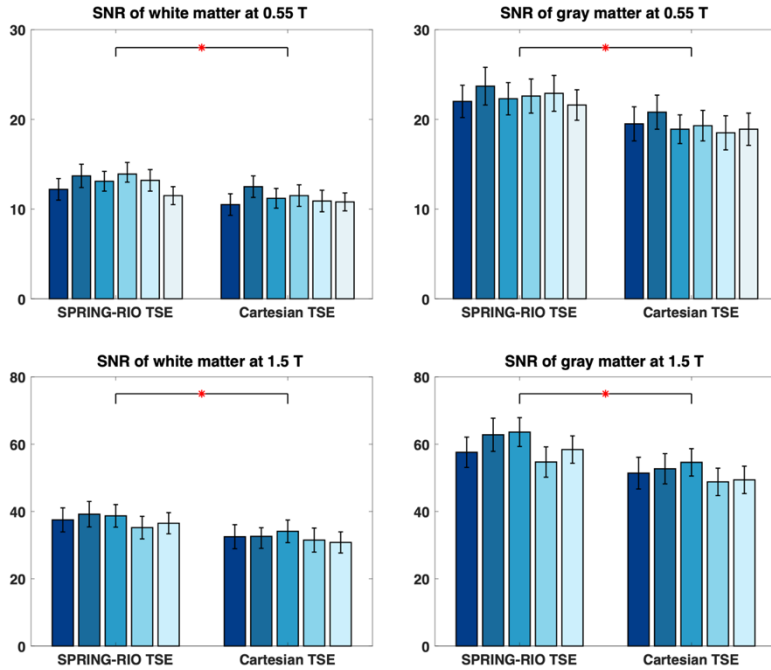 SNR of white matter at 0.55 T
30
20
10
0
SPRING-RIO TSE
Cartesian TSE
SNR of gray matter at 0.55 T
30
20
10
0
SPRING-RIO TSE
Cartesian TSE
SNR of white matter at 1.5 T
80
60
40
20
0
SPRING-RIO TSE
Cartesian TSE
SNR of gray matter at 1.5 T
80
60
40
20
0
SPRING-RIO TSE
Cartesian TSE